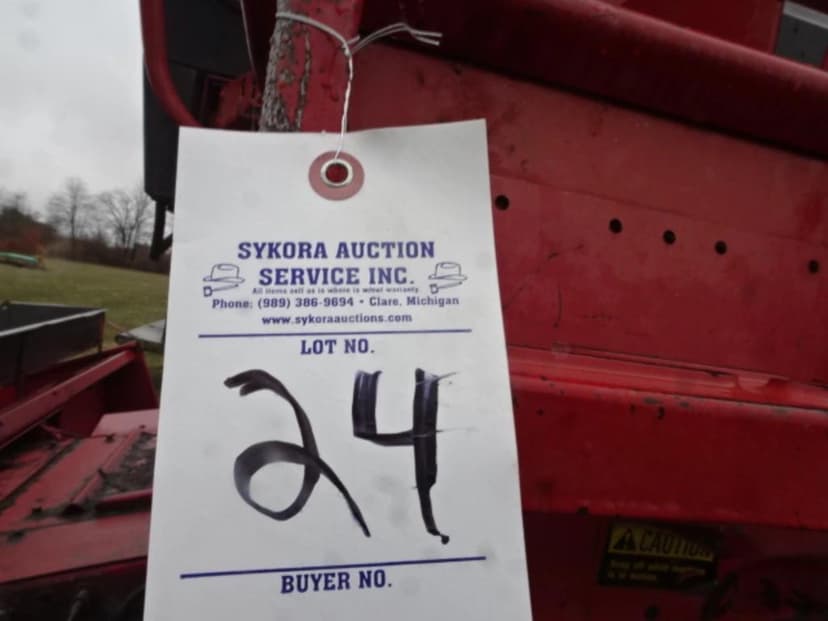 SYKORA AUCTION
SERVICE INC.
All items sell as is where is what warranty
Phone: (989) 386-9694 • Clare, Michigan
www.sykoraauctions.com
LOT NO.
24
BUYER NO.
CAUTION